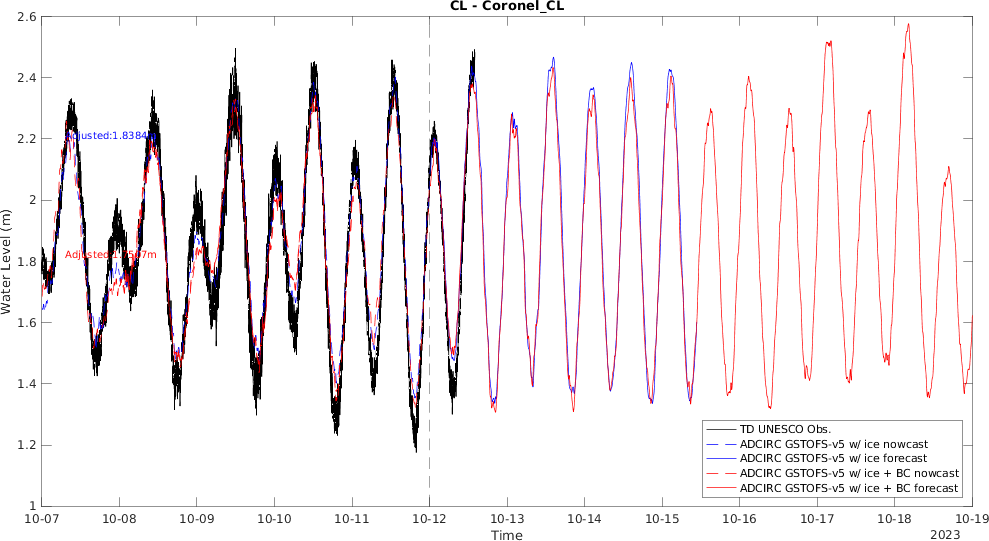 CL - Coronel_CL
2.6
2.4
2.2
2
1.8
1.6
1.4
1.2
1
Water Level (m)
Adjusted:1.8384
Adjusted:
TD UNESCO Obs.
ADCIRC GSTOFS-v5 w/ ice nowcast
ADCIRC GSTOFS-v5 w/ ice forecast
ADCIRC GSTOFS-v5 w/ ice + BC nowcast
ADCIRC GSTOFS-v5 w/ ice + BC forecast
10-07 10-08 10-09 10-10 10-11 10-12 10-13 10-14 10-15 10-16 10-17 10-18 10-19
Time
2023